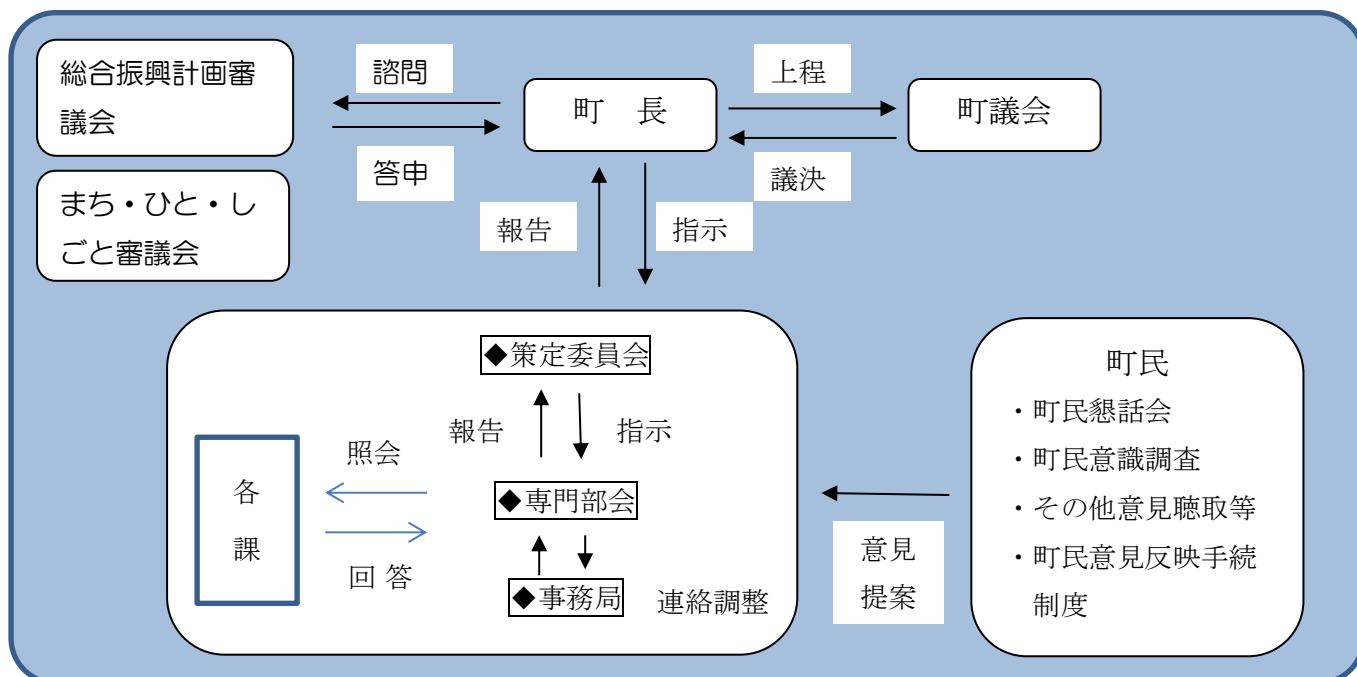 総合振興計画審
議会
諮問
答申
町　長
上程
議決
町議会
まち・ひと・し
ごと審議会
報告
指示
◆策定委員会
報告
指示
照会
各
課
回 答
◆専門部会
◆事務局
連絡調整
意見
提案
町民
・町民懇話会
・町民意識調査
・その他意見聴取等
・町民意見反映手続
制度